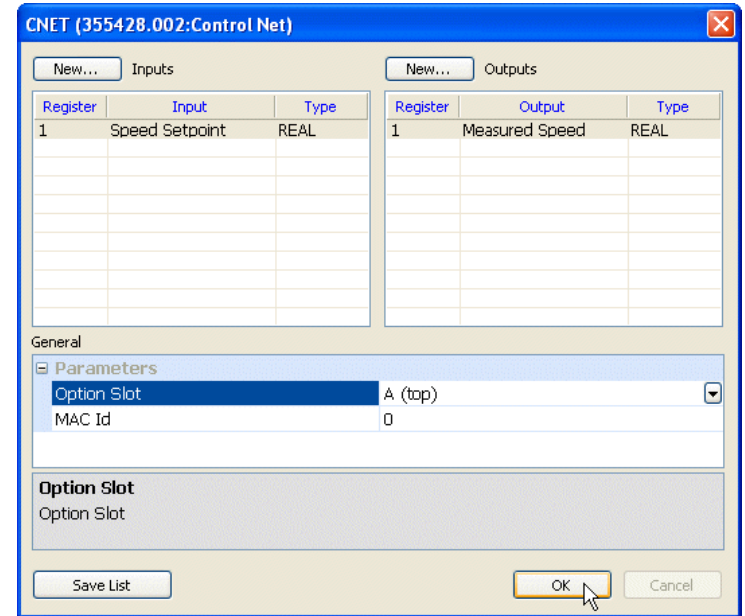 CNET (355428.002:Control Net)
New... Inputs New... Outputs
Register Input Type Register Output Type
1 Speed Setpoint REAL 1 Measured Speed REAL
General
Parameters
Option Slot A (top)
MAC Id 0
Option Slot
Option Slot
Save List OK Cancel